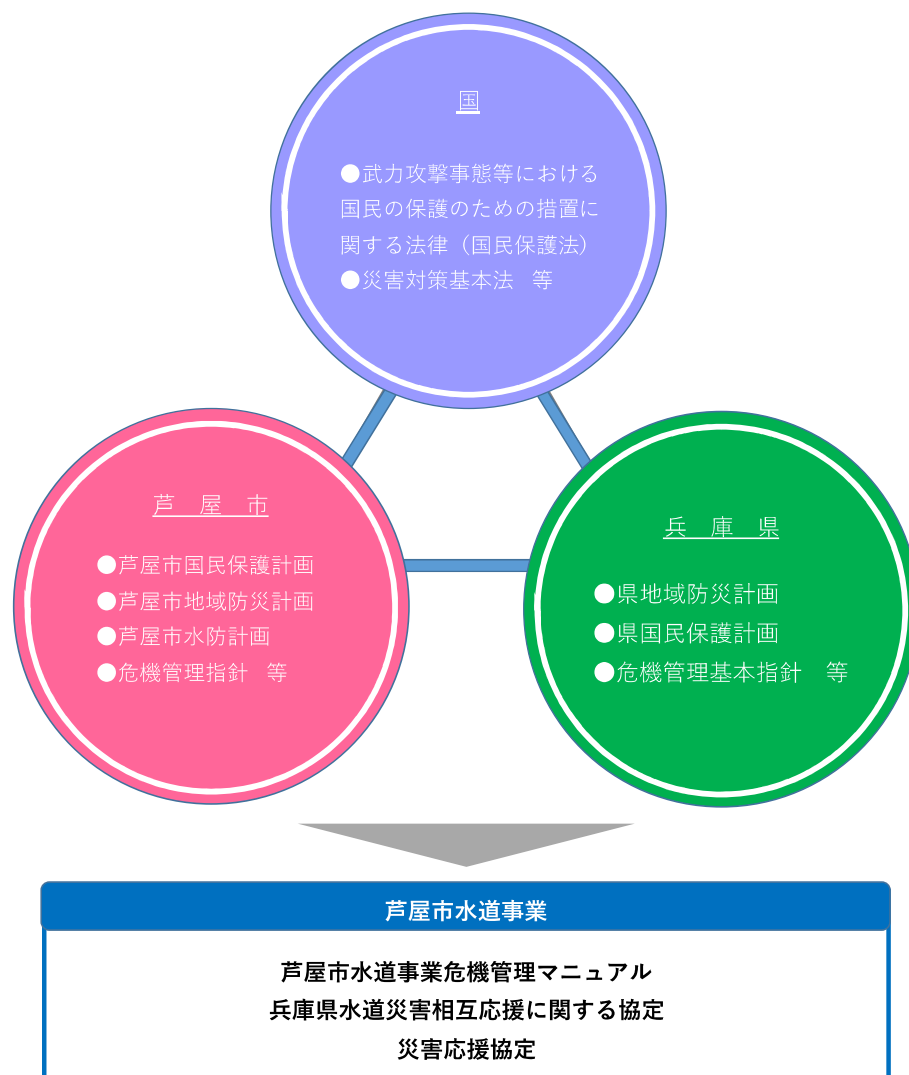 国
●武力攻撃事態等における
国民の保護のための措置に
関する法律（国民保護法）
●災害対策基本法　等
芦　屋　市
●芦屋市国民保護計画
●芦屋市地域防災計画
●芦屋市水防計画
●危機管理指針　等
兵　庫　県
●県地域防災計画
●県国民保護計画
●危機管理基本指針　等
芦屋市水道事業
芦屋市水道事業危機管理マニュアル
兵庫県水道災害相互応援に関する協定
災害応援協定